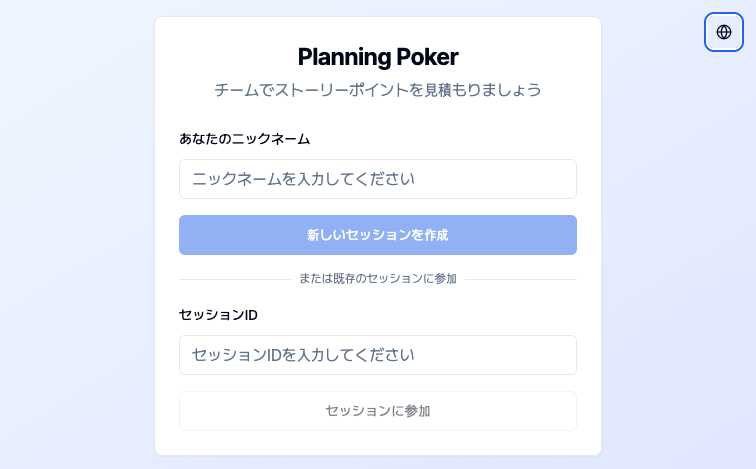 Planning Poker
チームでストーリーポイントを見積もりましょう
あなたのニックネーム
ニックネームを入力してください
新しいセッションを作成
または既存のセッションに参加
セッションID
セッションIDを入力してください
セッションに参加